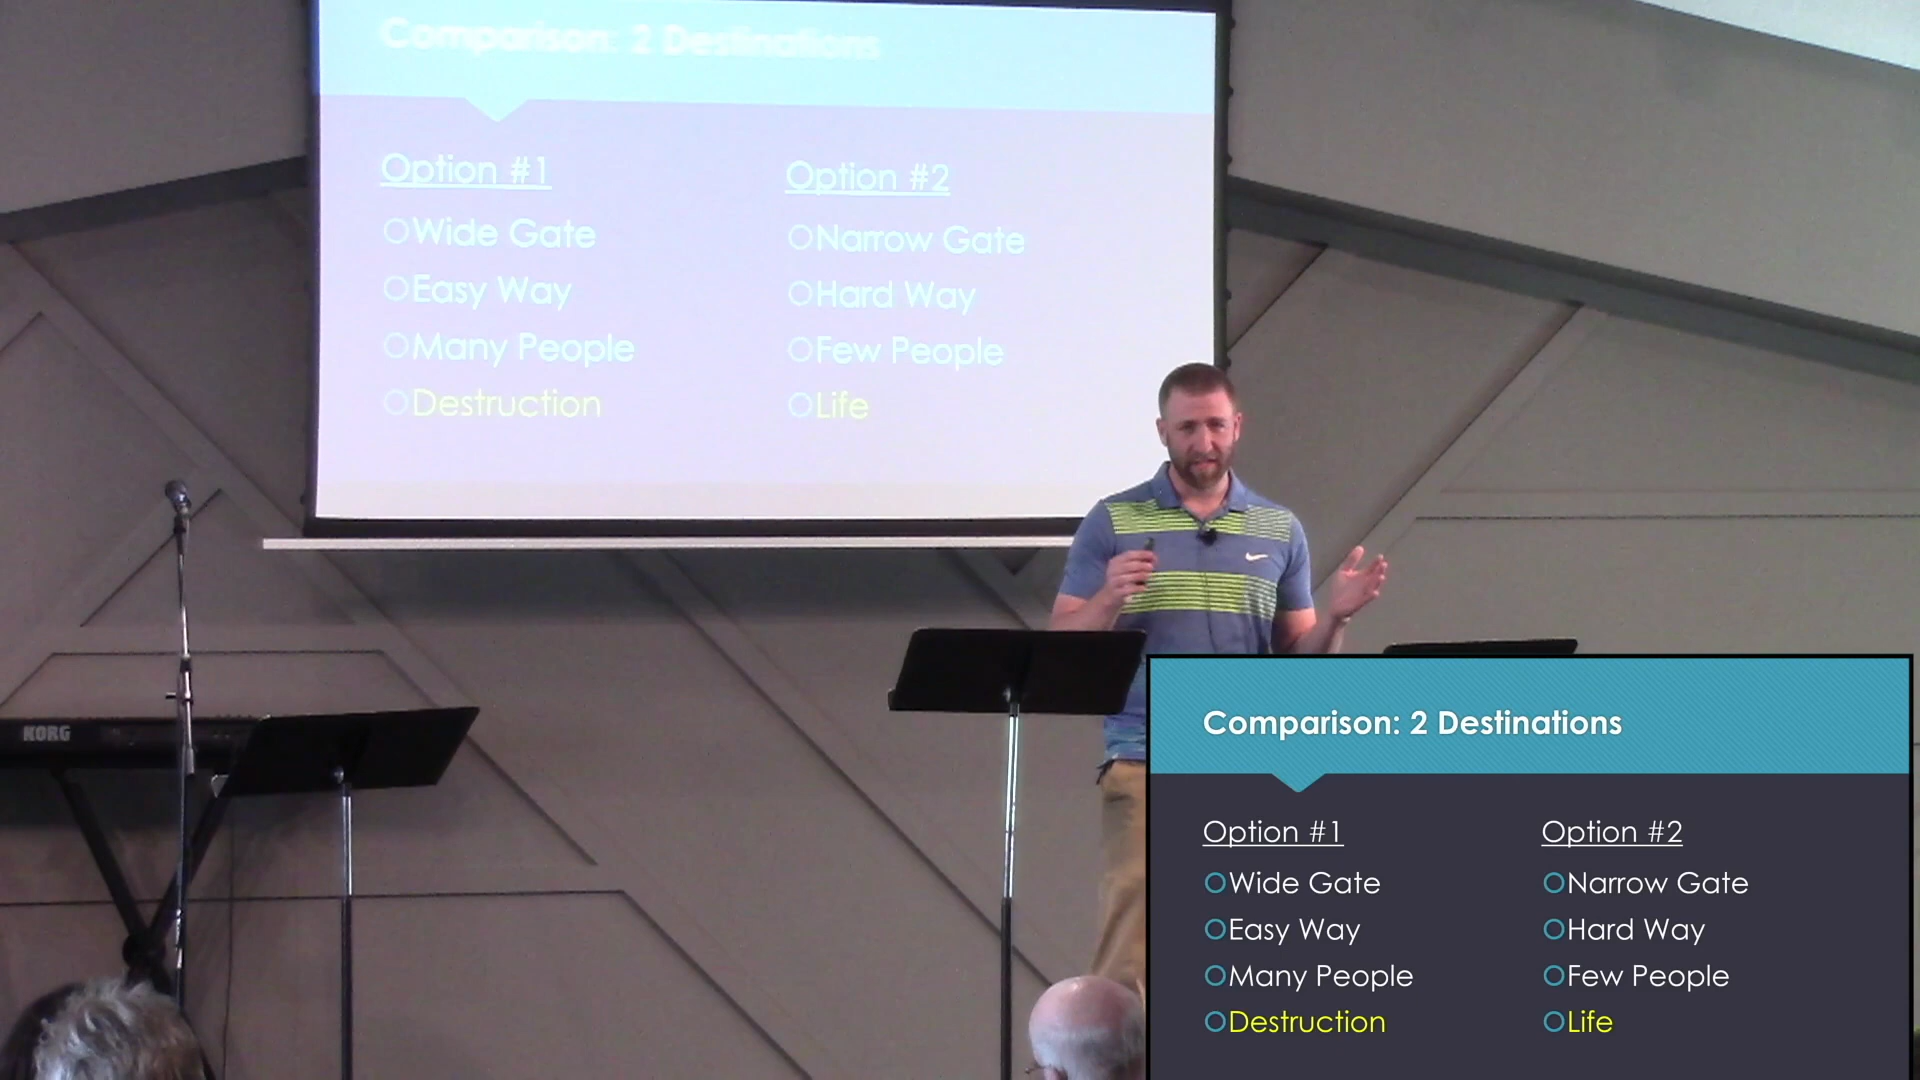 Comparison: 2 Destinations
Option #1
○Wide Gate
○Easy Way
○Many People
○Destruction
Option #2
○Narrow Gate
○Hard Way
○Few People
○Life
KORG
Comparison: 2 Destinations
Option #1
○Wide Gate
○Easy Way
○Many People
○Destruction
Option #2
○Narrow Gate
○Hard Way
○Few People
○Life